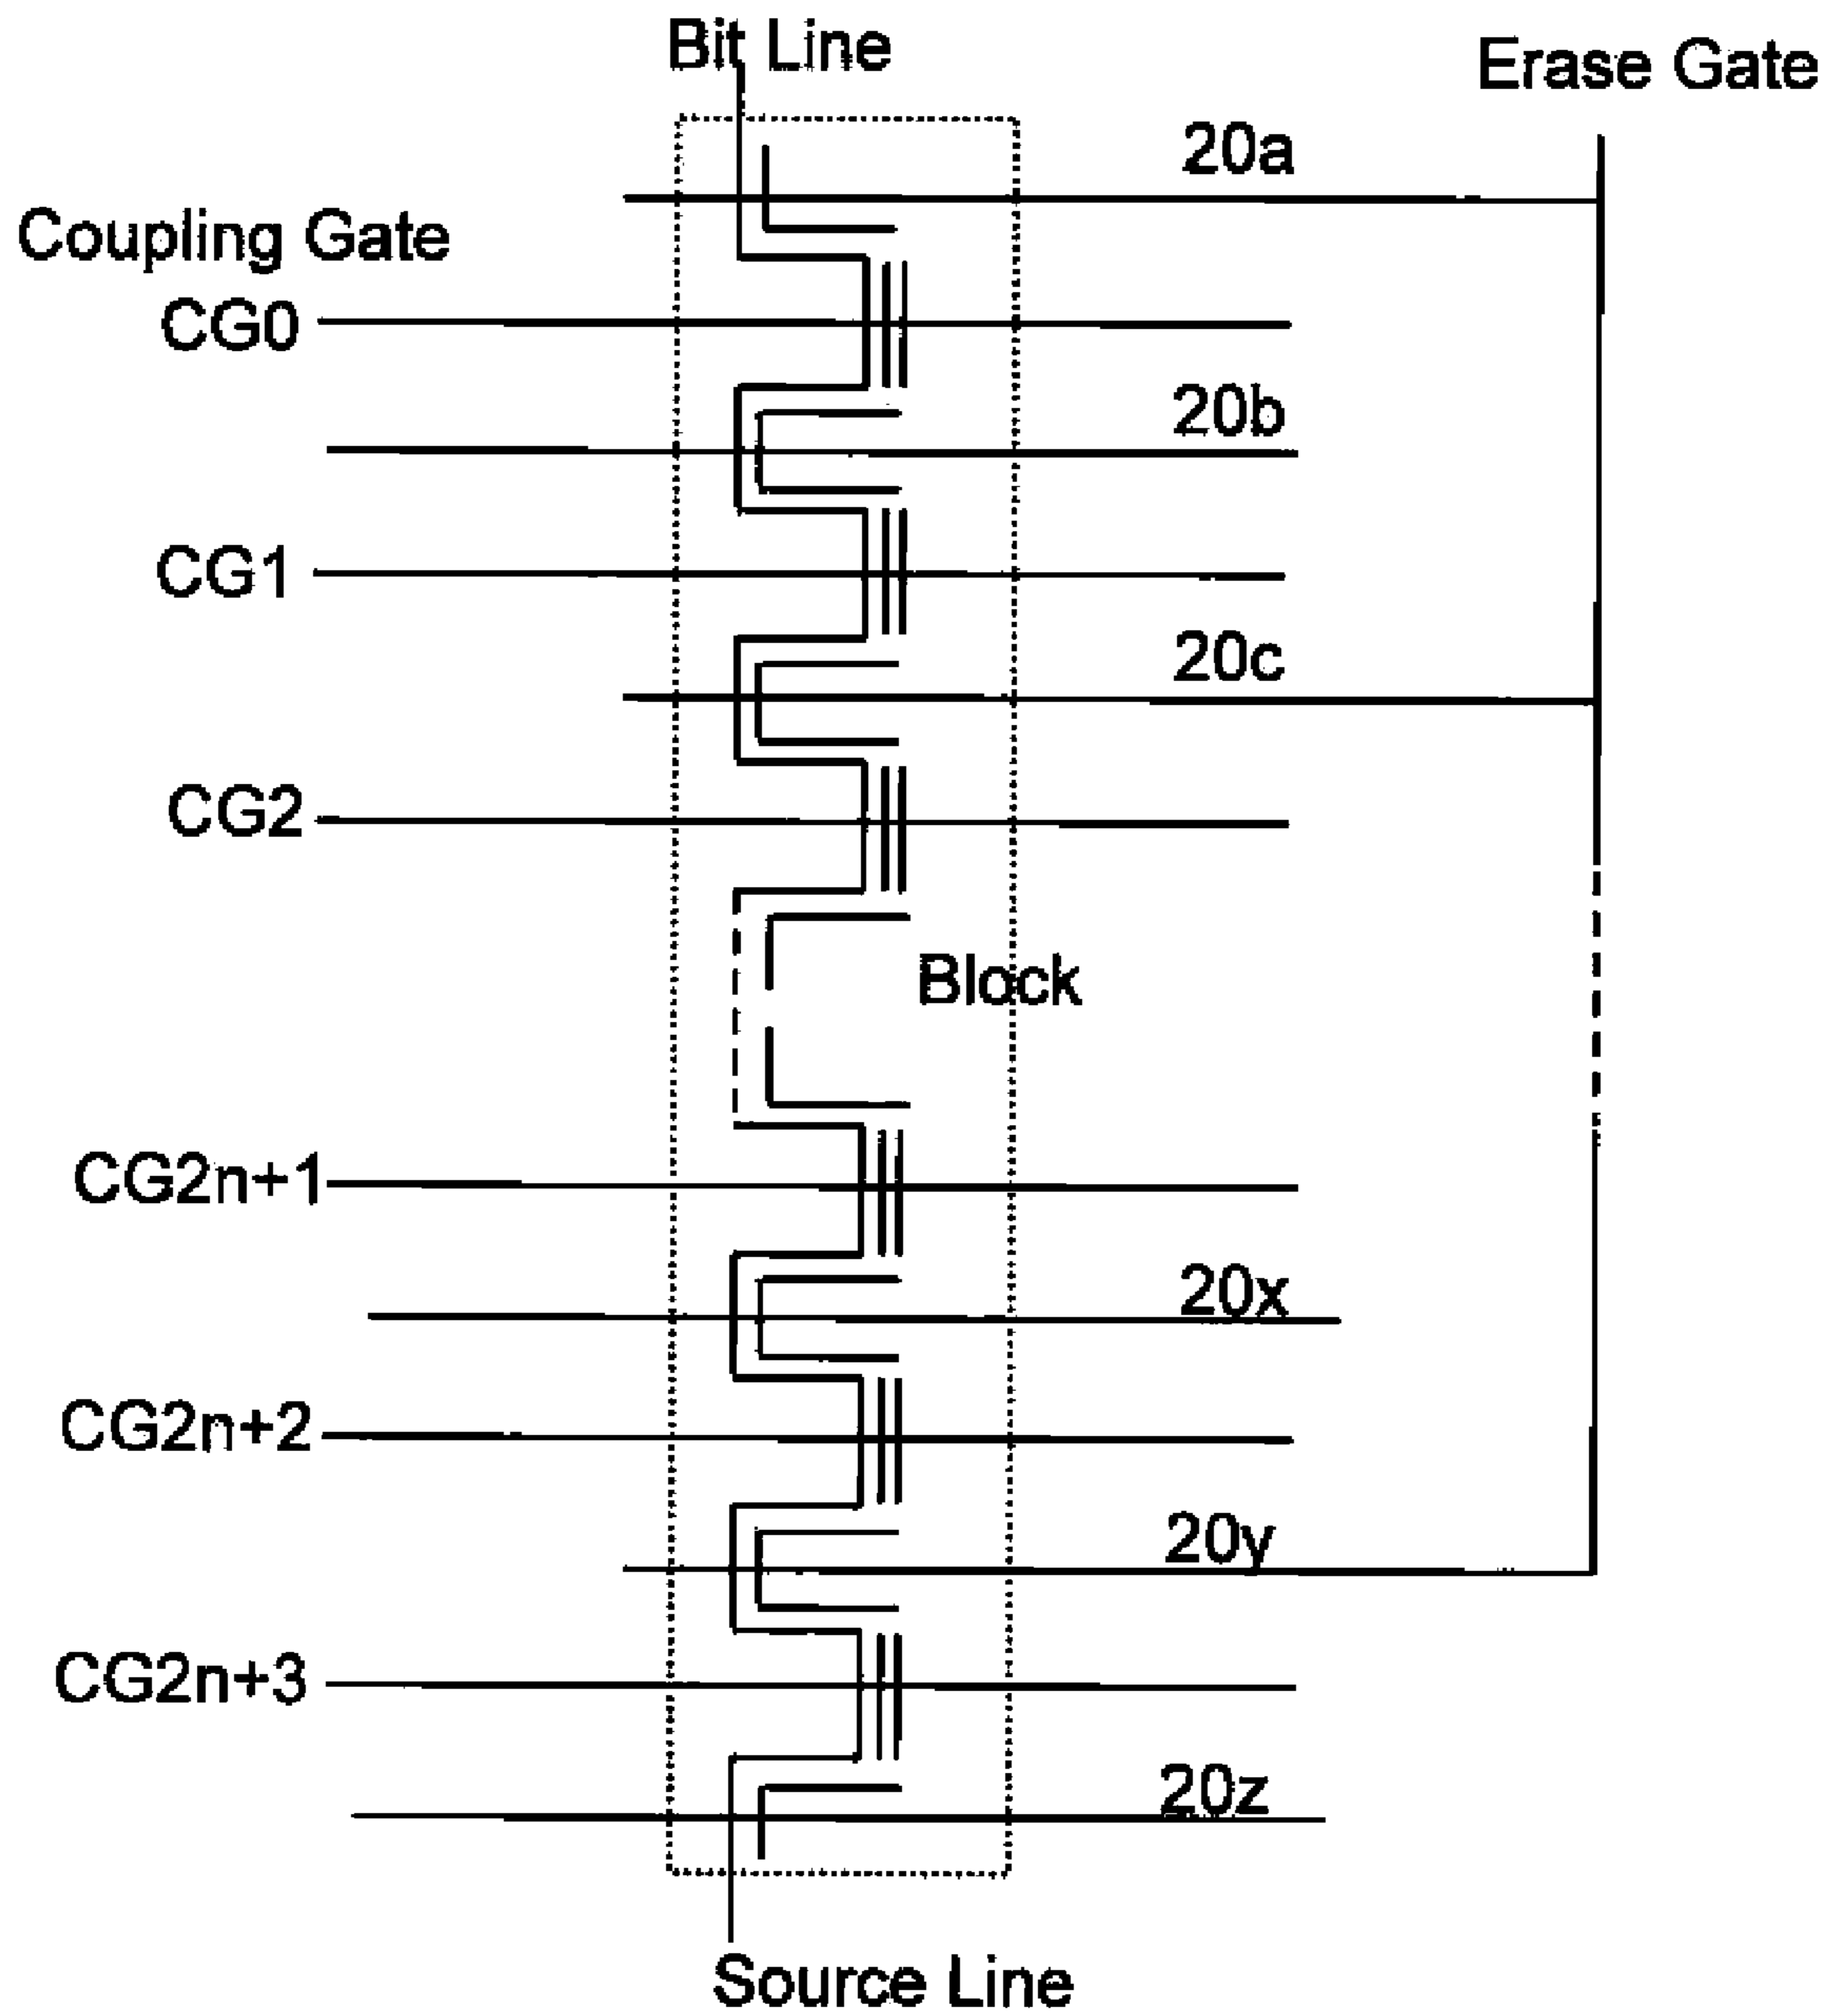 Bit Line
Erase Gate
20a
Coupling Gate
CG0
20b
CG1
20c
CG2
Block
CG2n+1
20x
CG2n+2
20y
CG2n+3
20z
Source Line